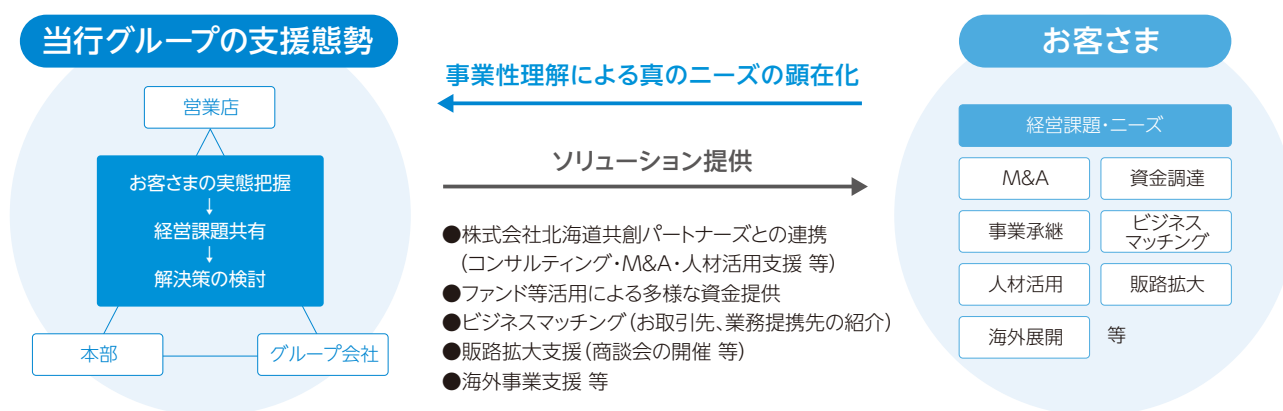 当行グループの支援態勢
営業店
お客さまの実態把握
↓
経営課題共有
↓
解決策の検討
本部
グループ会社
事業性理解による真のニーズの顕在化
ソリューション提供
●株式会社北海道共創パートナーズとの連携
(コンサルティング・M&A・人材活用支援 等)
●ファンド等活用による多様な資金提供
●ビジネスマッチング(お取引先、業務提携先の紹介)
●販路拡大支援(商談会の開催 等)
●海外事業支援 等
お客さま
経営課題・ニーズ
M&A
資金調達
事業承継
ビジネス
マッチング
人材活用
販路拡大
海外展開
等